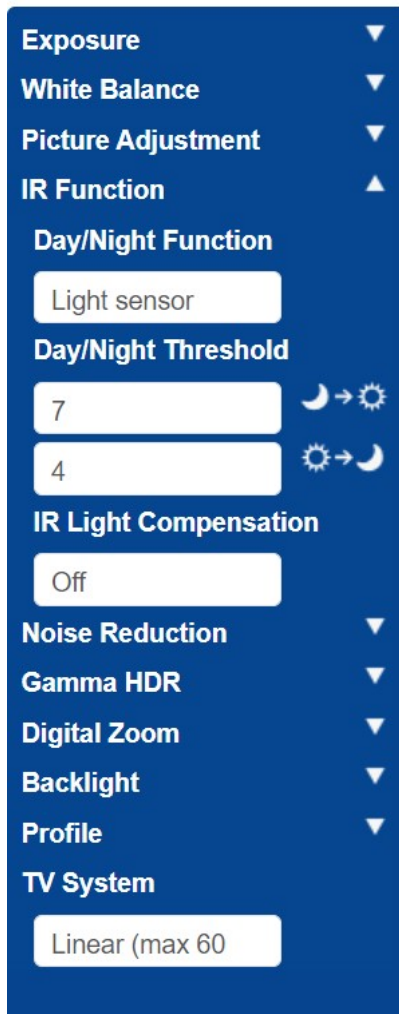 Exposure
White Balance
Picture Adjustment
IR Function
Day/Night Function
Light sensor
Day/Night Threshold
7
4
IR Light Compensation
Off
Noise Reduction
Gamma HDR
Digital Zoom
Backlight
Profile
TV System
Linear (max 60